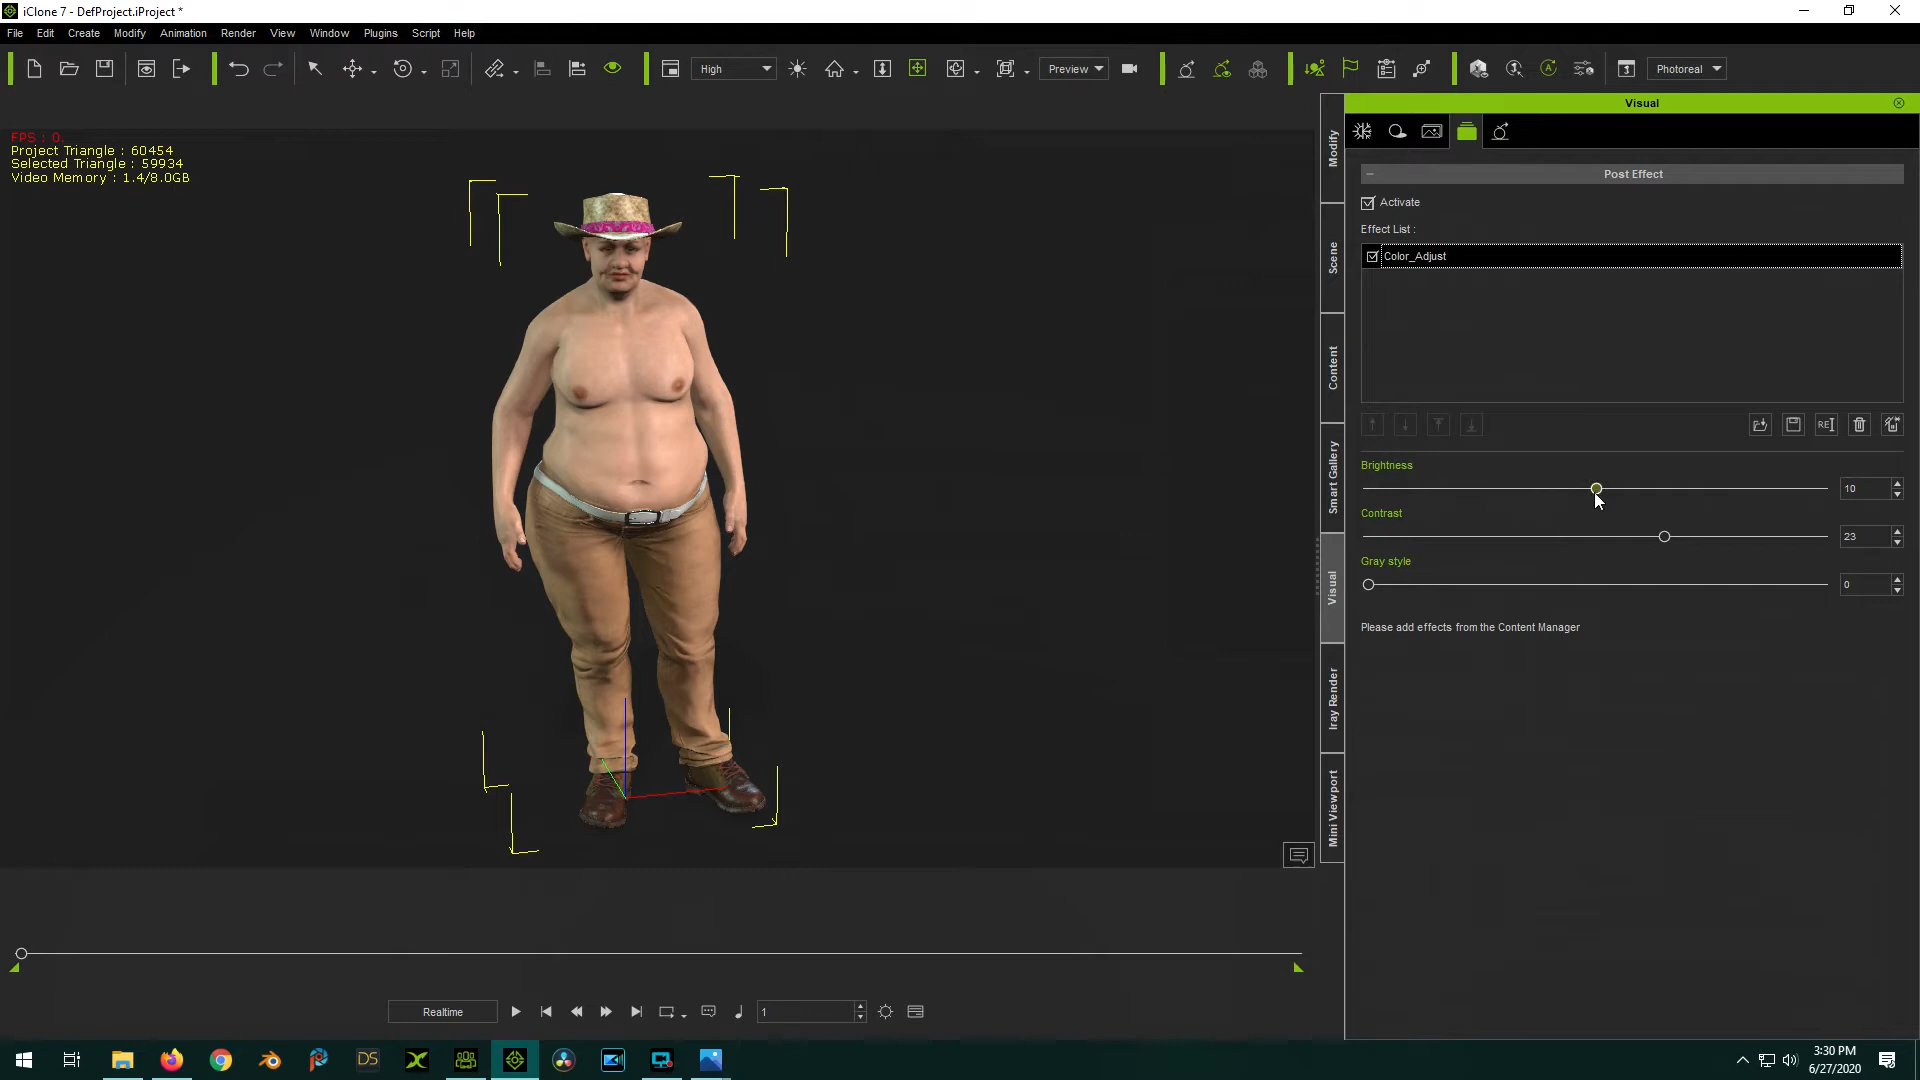 iClone 7 - DefProject.iProject *
File Edit Create Modify Animation Render View Window Plugins Script Help
High Preview Photoreal
FPS : 0.
Project Triangle : 60454
Selected Triangle : 59934
Video Memory : 1.4/8.0GB
Modify
Scene
Content
Smart Gallery
Visual
Iray Render
Mini Viewport
Visual
Post Effect
Activate
Effect List :
Color_Adjust
RE
Brightness
10
Contrast
23
Gray style
0
Please add effects from the Content Manager
Realtime
1
DS
3:30 PM
6/27/2020